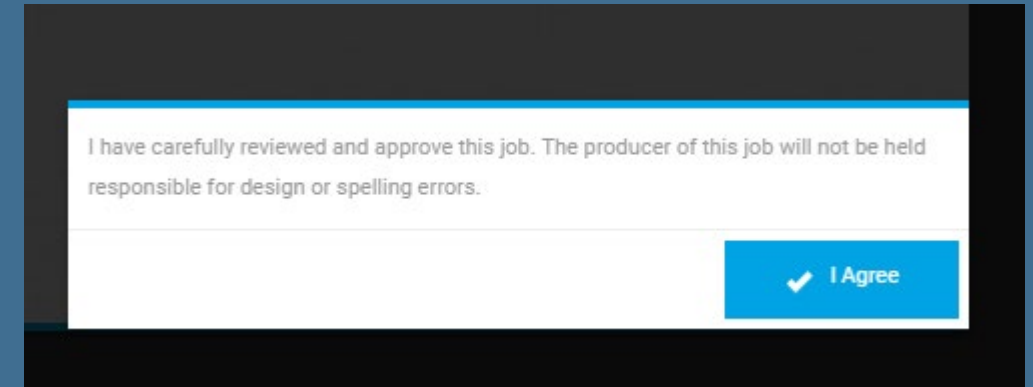 I have carefully reviewed and approve this job. The producer of this job will not be held
responsible for design or spelling errors.
I Agree